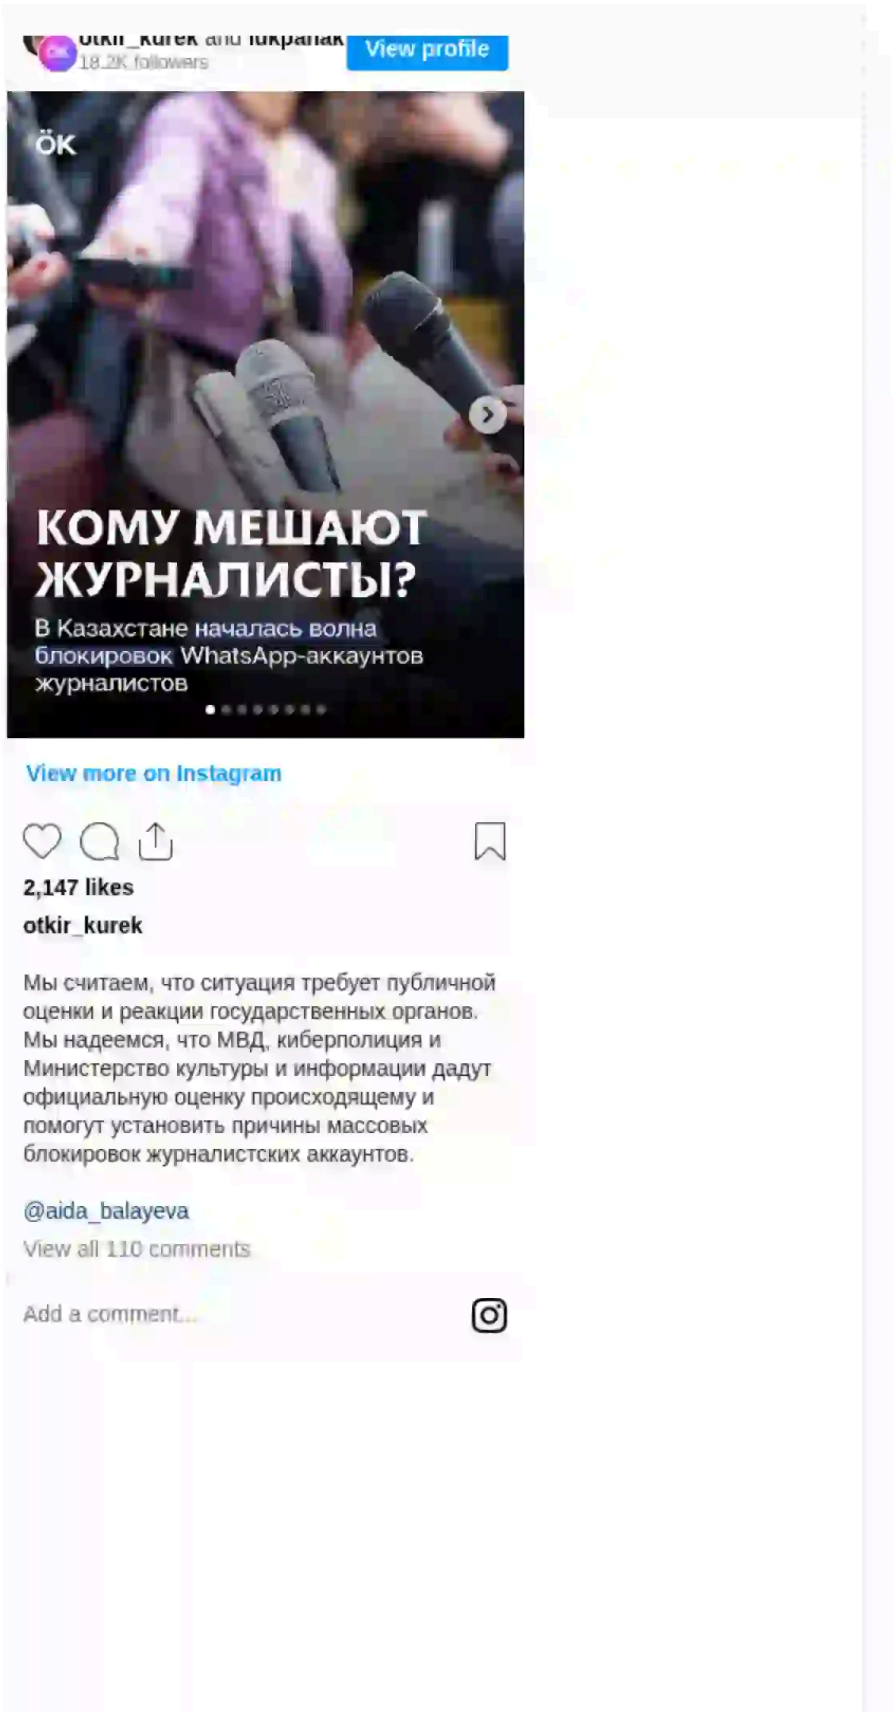 otkir_kurek and lukpanak
View profile
18.2K followers
ÖK
КОМУ МЕШАЮТ
ЖУРНАЛИСТЫ?
В Казахстане началась волна
блокировок WhatsApp-аккаунтов
журналистов
View more on Instagram
2,147 likes
otkir_kurek
Мы считаем, что ситуация требует публичной
оценки и реакции государственных органов.
Мы надеемся, что МВД, киберполиция и
Министерство культуры и информации дадут
официальную оценку происходящему и
помогут установить причины массовых
блокировок журналистских аккаунтов.
@aida_balayeva
View all 110 comments
Add a comment...